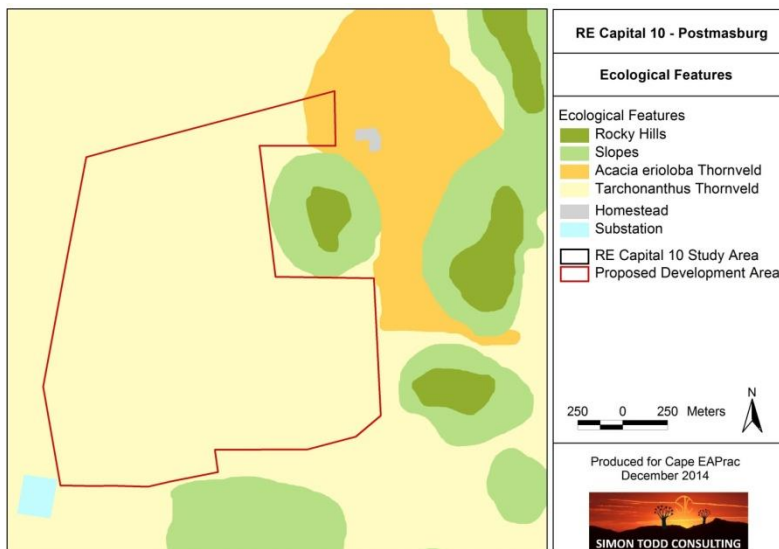 RE Capital 10 - Postmasburg
Ecological Features
Ecological Features
Rocky Hills
Slopes
Acacia erioloba Thornveld
Tarchonanthus Thornveld
Homestead
Substation
RE Capital 10 Study Area
Proposed Development Area
N
250 0 250 Meters
Produced for Cape EAPrac
December 2014
SIMON TODD CONSULTING